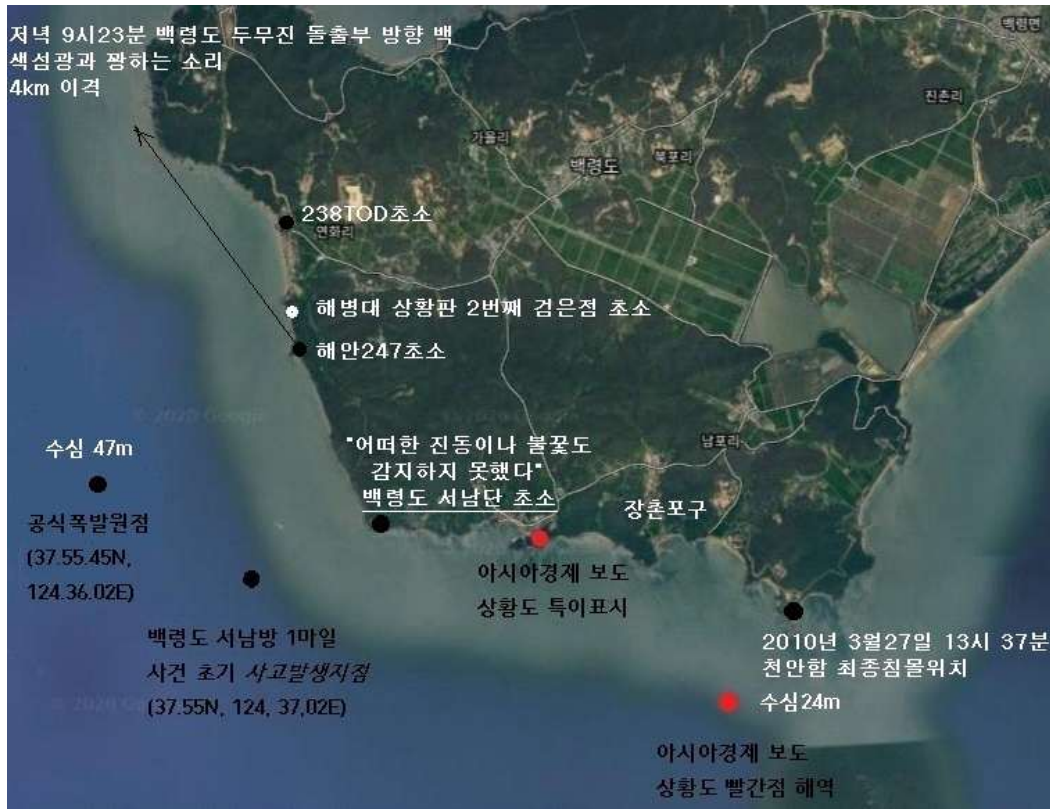 저녁 9시23분 백령도 두무진 돌출부 방향 백
색섬광과 쾅하는 소리
4km 이격
백령면
진촌리
가을리
백령도
북포리
238TOD초소
연화리
해병대 상황판 2번째 검은점 초소
해안247초소
© 2020 Google
수심 47m
"어떠한 진동이나 불꽃도
감지하지 못했다"
백령도 서남단 초소
남포리
장촌포구
공식폭발원점
(37.55.45N,
124.36.02E)
아시아경제 보도
상황도 특이표시
백령도 서남방 1마일
사건 초기 사고발생지점
(37.55N, 124, 37,02E)
2010년 3월27일 13시 37분
천안함 최종침몰위치
수심24m
아시아경제 보도
상황도 빨간점 해역